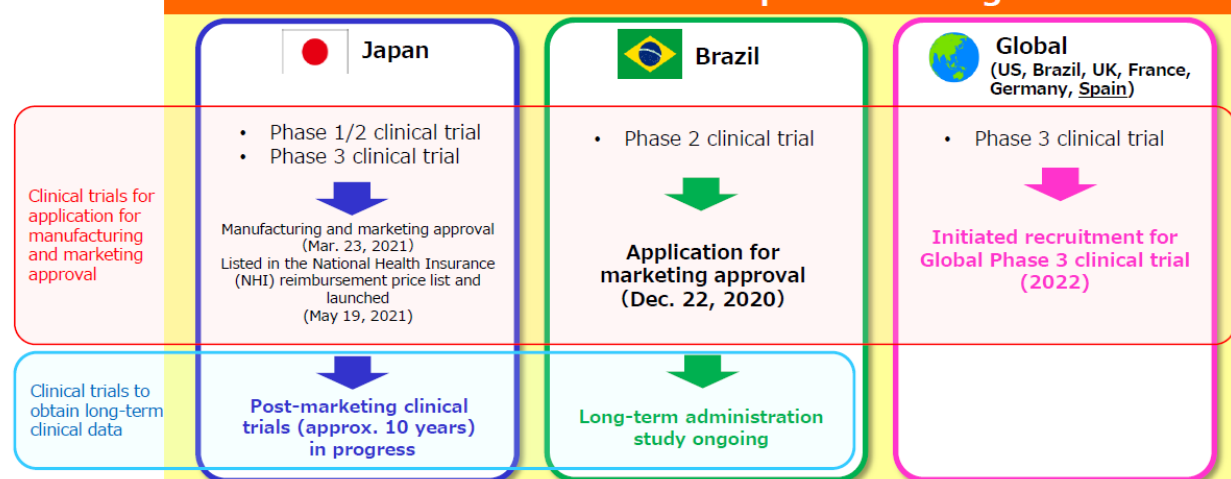 Japan
Brazil
Global
(US, Brazil, UK, France,
Germany, Spain)
Clinical trials for
application for
manufacturing
and marketing
approval
• Phase 1/2 clinical trial
• Phase 3 clinical trial
Manufacturing and marketing approval
(Mar. 23, 2021)
Listed in the National Health Insurance
(NHI) reimbursement price list and
launched
(May 19, 2021)
• Phase 2 clinical trial
Application for
marketing approval
(Dec. 22, 2020)
• Phase 3 clinical trial
Initiated recruitment for
Global Phase 3 clinical trial
(2022)
Clinical trials to
obtain long-term
clinical data
Post-marketing clinical
trials (approx. 10 years)
in progress
Long-term administration
study ongoing